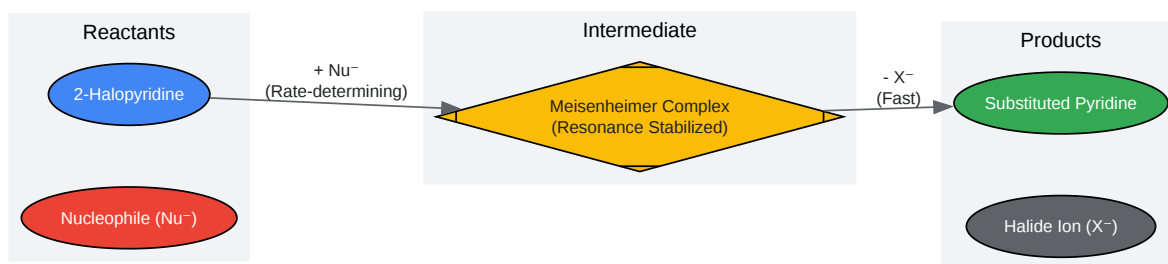 Reactants
2-Halopyridine
Nucleophile (Nu⁻)
+ Nu⁻
(Rate-determining)
Intermediate
Meisenheimer Complex
(Resonance Stabilized)
- X⁻
(Fast)
Products
Substituted Pyridine
Halide Ion (X⁻)